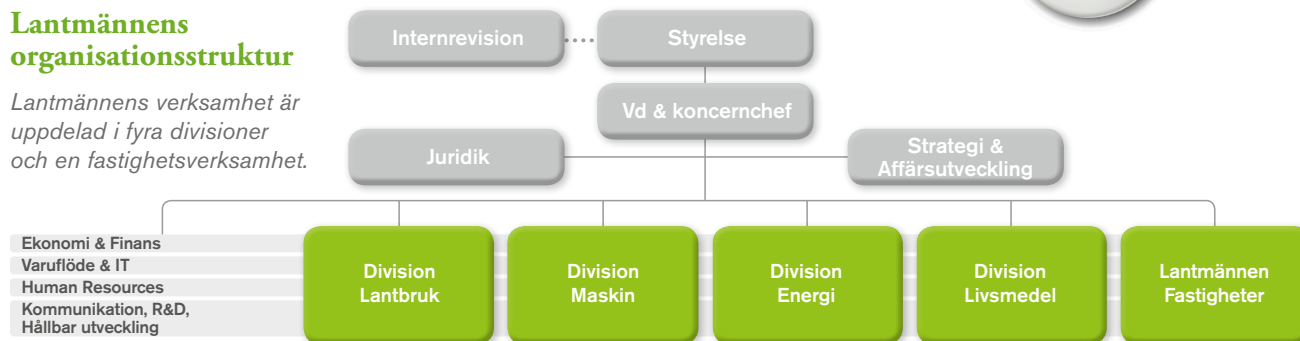 Lantmännens
organisationsstruktur
Lantmännens verksamhet är
uppdelad i fyra divisioner
och en fastighetsverksamhet.
Internrevision
Styrelse
Vd & koncernchef
Juridik
Strategi &
Affärsutveckling
Ekonomi & Finans
Varuflöde & IT
Human Resources
Kommunikation, R&D,
Hållbar utveckling
Division
Lantbruk
Division
Maskin
Division
Energi
Division
Livsmedel
Lantmännen
Fastigheter